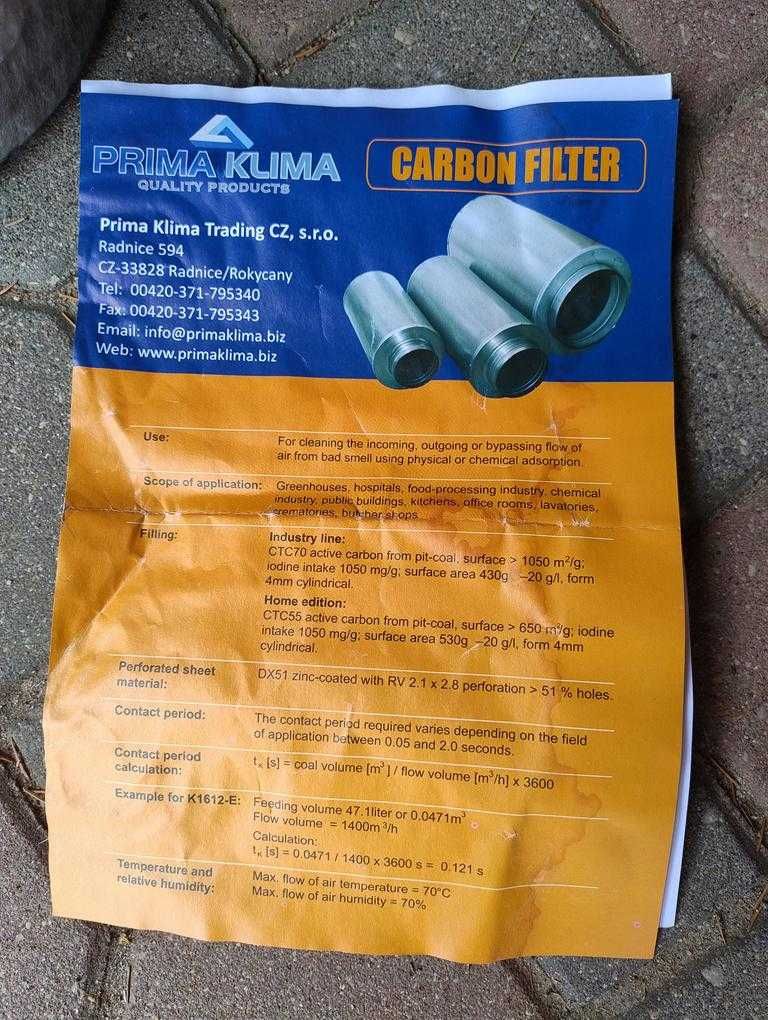 PRIMA KLIMA
QUALITY PRODUCTS
CARBON FILTER
Prima Klima Trading CZ, s.r.o.
Radnice 594
CZ-33828 Radnice/Rokycany
Tel: 00420-371-795340
Fax: 00420-371-795343
Email: info@primaklima.biz
Web: www.primaklima.biz
Use:
For cleaning the incoming, outgoing or bypassing flow of
air from bad smell using physical or chemical adsorption.
Scope of application:
Greenhouses, hospitals, food-processing industry, chemical
industry, public buildings, kitchens, office rooms, lavatories,
crematories, butcher shops
Filling:
Industry line:
CTC70 active carbon from pit-coal, surface > 1050 m²/g;
iodine intake 1050 mg/g; surface area 430g –20 g/l, form
4mm cylindrical.
Home edition:
CTC55 active carbon from pit-coal, surface > 650 m²/g; iodine
intake 1050 mg/g; surface area 530g –20 g/l, form 4mm
cylindrical.
Perforated sheet
material:
DX51 zinc-coated with RV 2.1 x 2.8 perforation > 51 % holes.
Contact period:
The contact period required varies depending on the field
of application between 0.05 and 2.0 seconds.
Contact period
calculation:
tK [s] = coal volume [m³] / flow volume [m³/h] x 3600
Example for K1612-E:
Feeding volume 47.1liter or 0.0471m³
Flow volume = 1400m³/h
Calculation:
tK [s] = 0.0471 / 1400 x 3600 s = 0.121 s
Temperature and
relative humidity:
Max. flow of air temperature = 70°C
Max. flow of air humidity = 70%